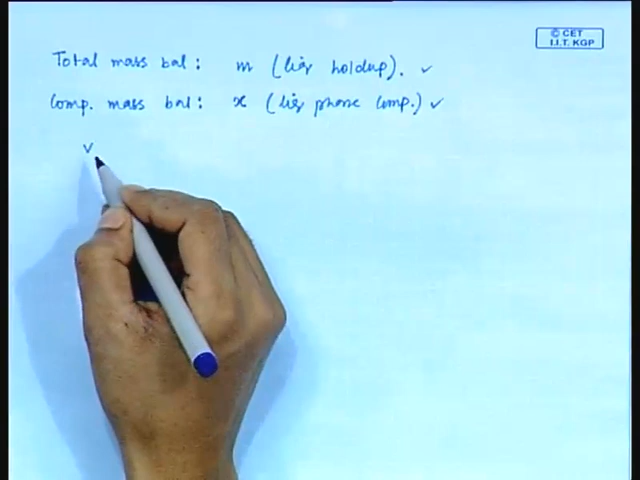 © CET
I.I.T. KGP
Total mass bal : m (liq holdup). ✓
Comp. mass bal : x (liq phase comp.) ✓
v